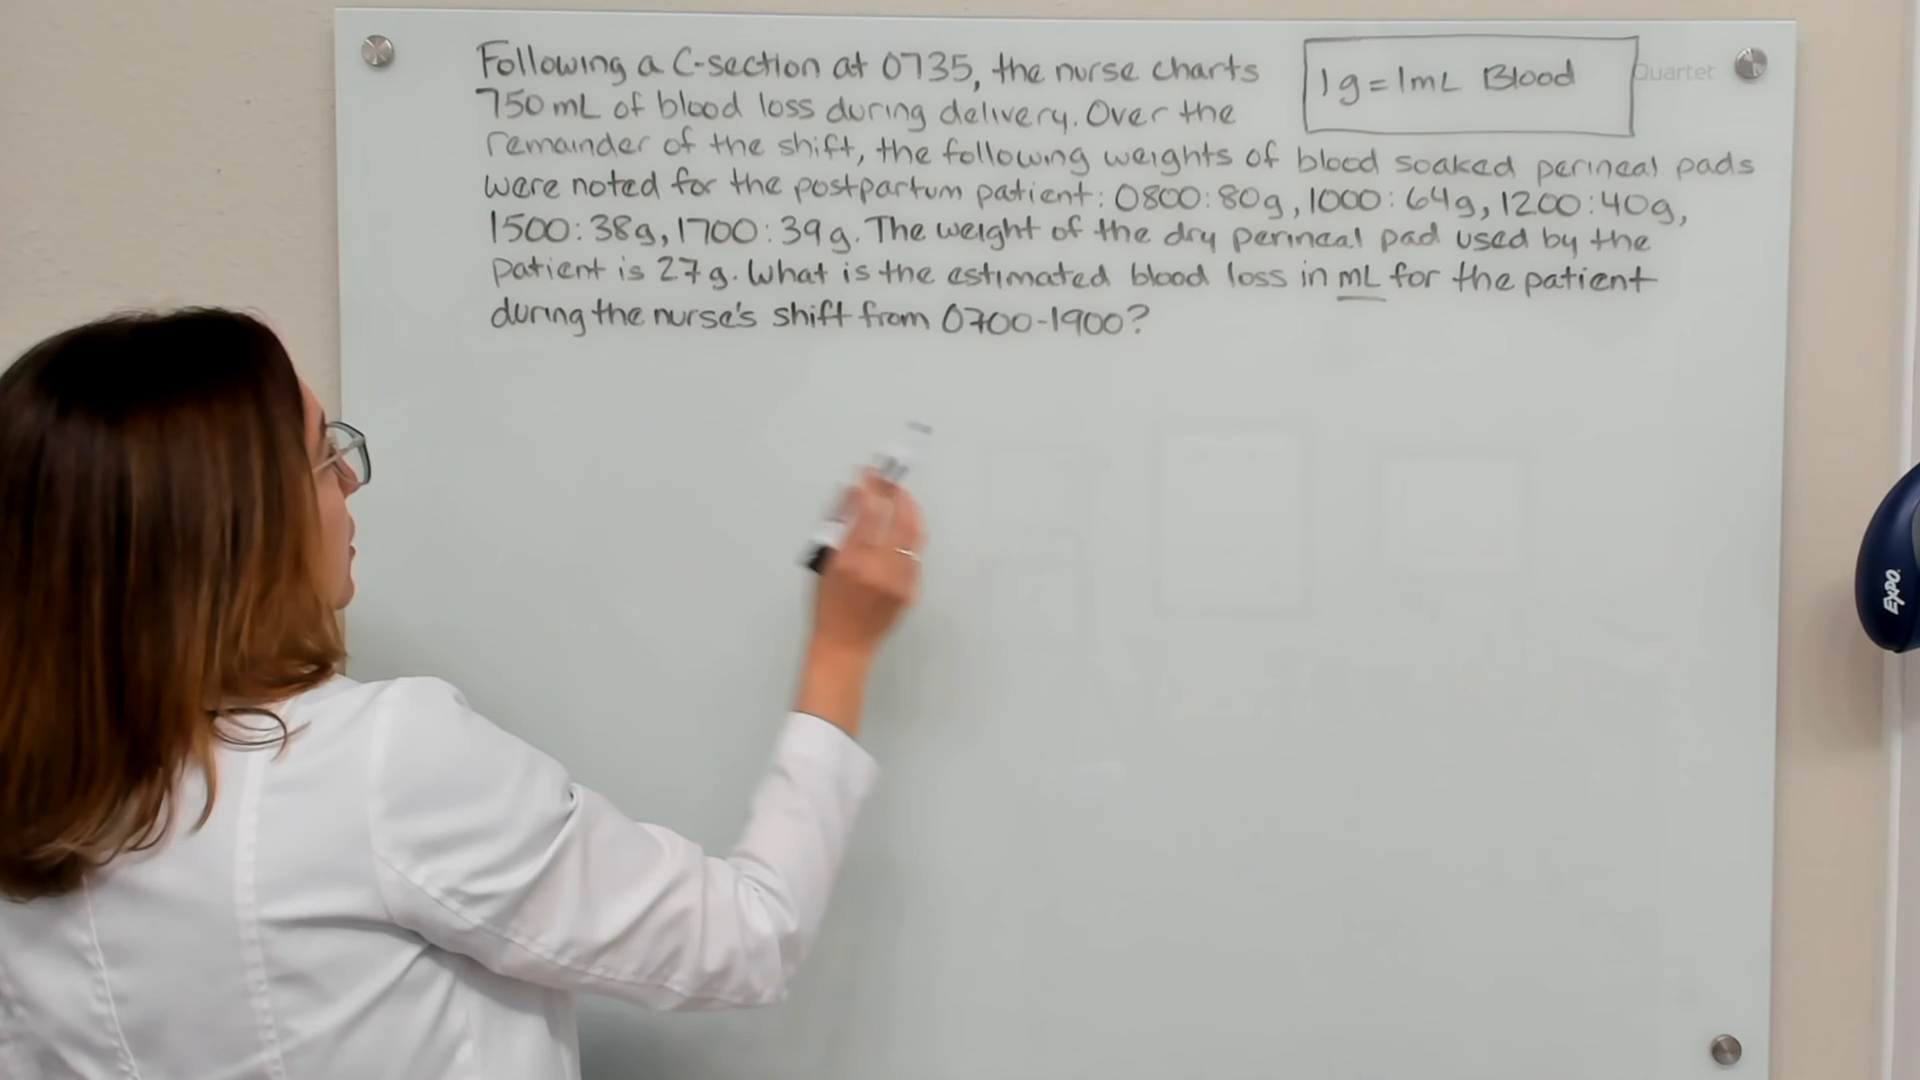 Following a C-section at 0735, the nurse charts
750 mL of blood loss during delivery. Over the
remainder of the shift, the following weights of blood soaked perineal pads
were noted for the postpartum patient: 0800: 80g, 1000: 64g, 1200: 40g,
1500: 38g, 1700: 39g. The weight of the dry perineal pad used by the
patient is 27g. What is the estimated blood loss in mL for the patient
during the nurse's shift from 0700-1900?
1g = 1mL Blood
Quartet
Expo